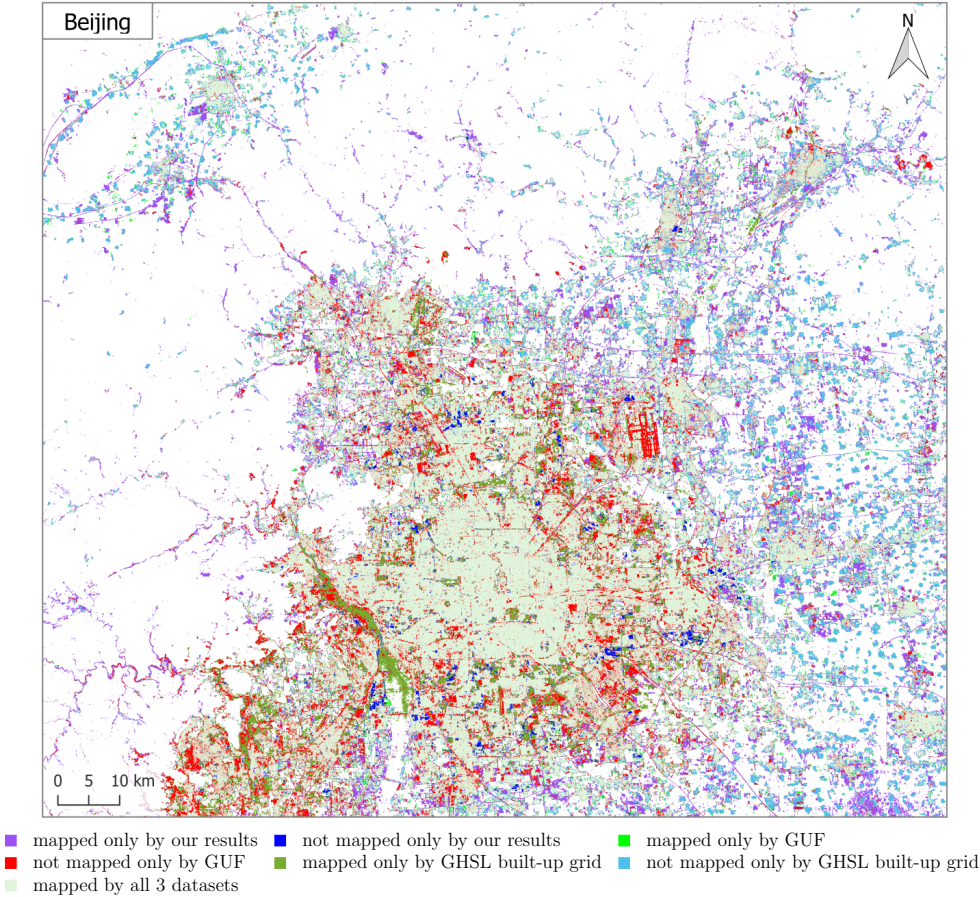 Beijing
N
0 5 10 km
mapped only by our results not mapped only by our results mapped only by GUF
not mapped only by GUF mapped only by GHSL built-up grid not mapped only by GHSL built-up grid
mapped by all 3 datasets